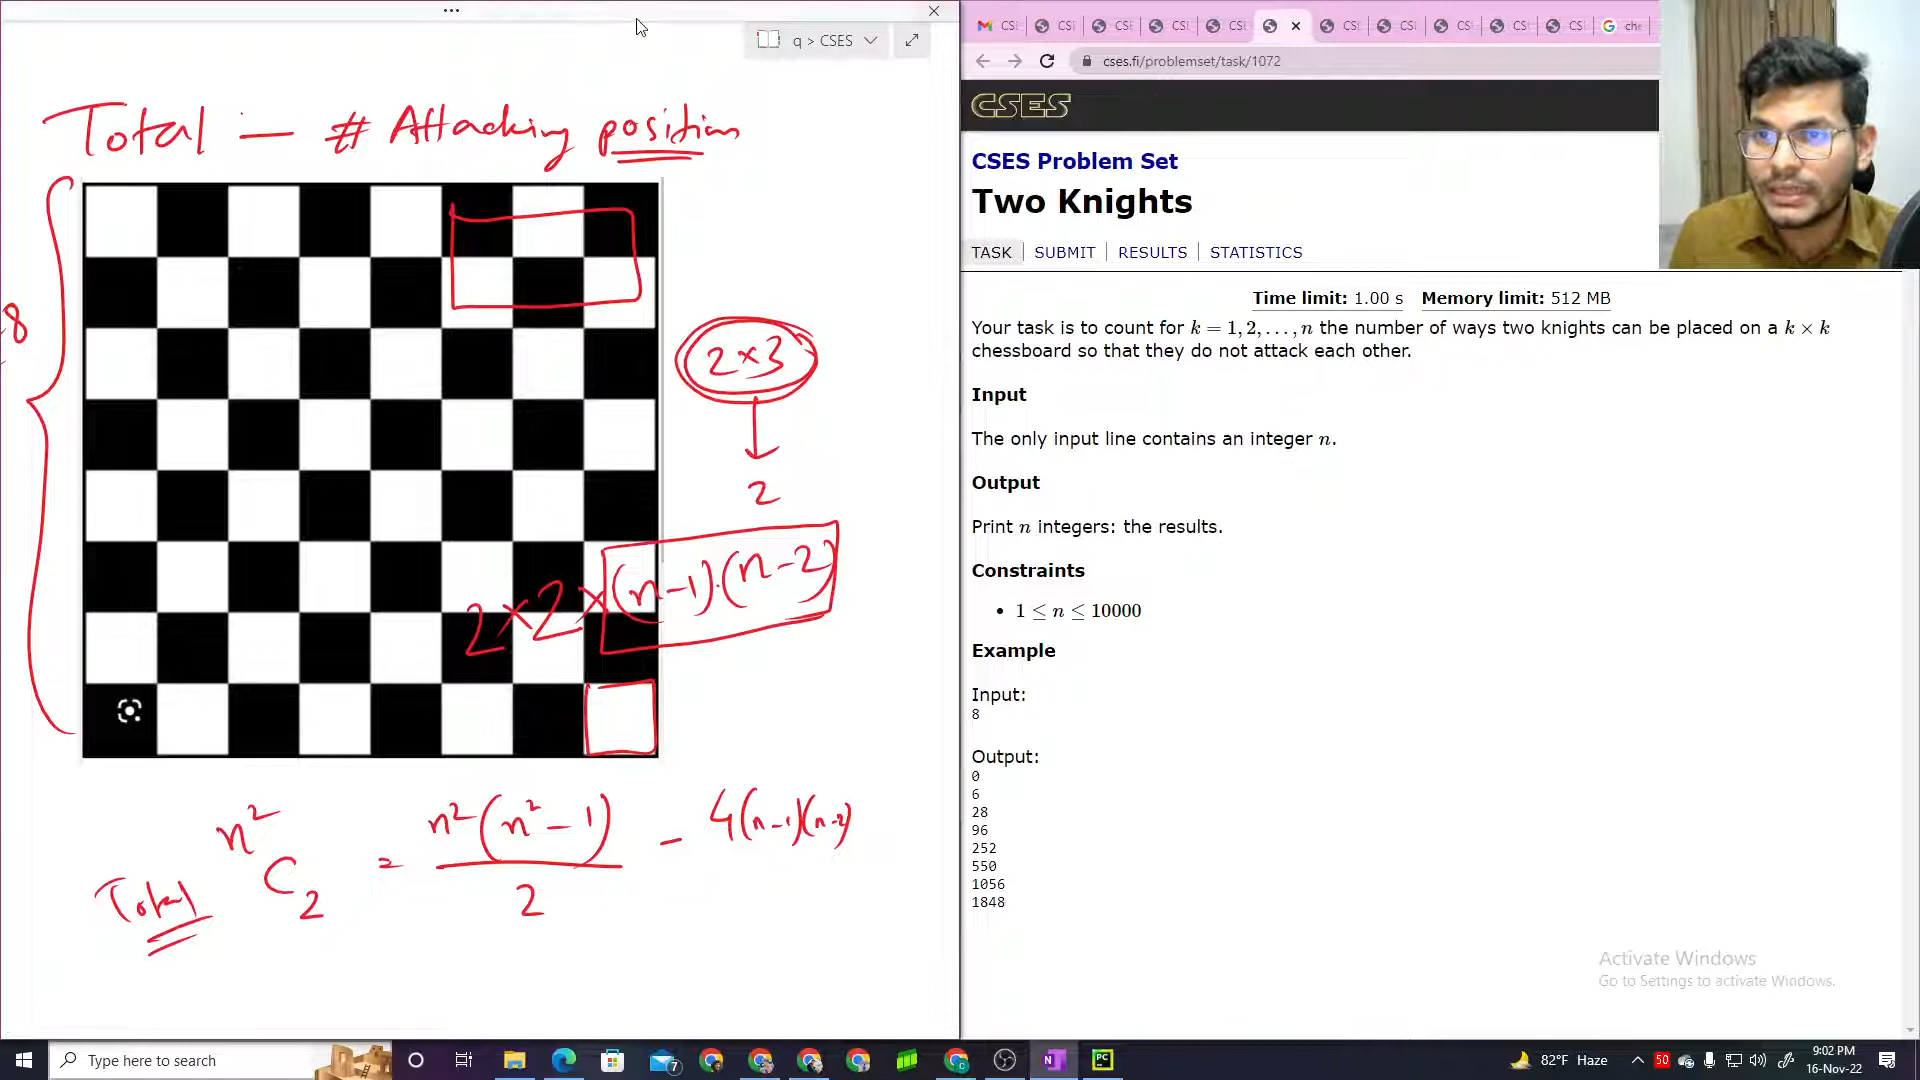 q > CSES
Total — # Attacking position
8
2×3
2
2×2×(n-1).(n-2)
n² C₂ = n²(n²-1) / 2 - 4(n-1)(n-2)
Total
cses.fi/problemset/task/1072
CSES
CSES Problem Set
Two Knights
TASK | SUBMIT | RESULTS | STATISTICS
Time limit: 1.00 s Memory limit: 512 MB
Your task is to count for k = 1, 2, . . . , n the number of ways two knights can be placed on a k × k
chessboard so that they do not attack each other.
Input
The only input line contains an integer n.
Output
Print n integers: the results.
Constraints
• 1 ≤ n ≤ 10000
Example
Input:
8
Output:
0
6
28
96
252
550
1056
1848
Activate Windows
Go to Settings to activate Windows.
Type here to search
7
82°F Haze
50
9:02 PM
16-Nov-22